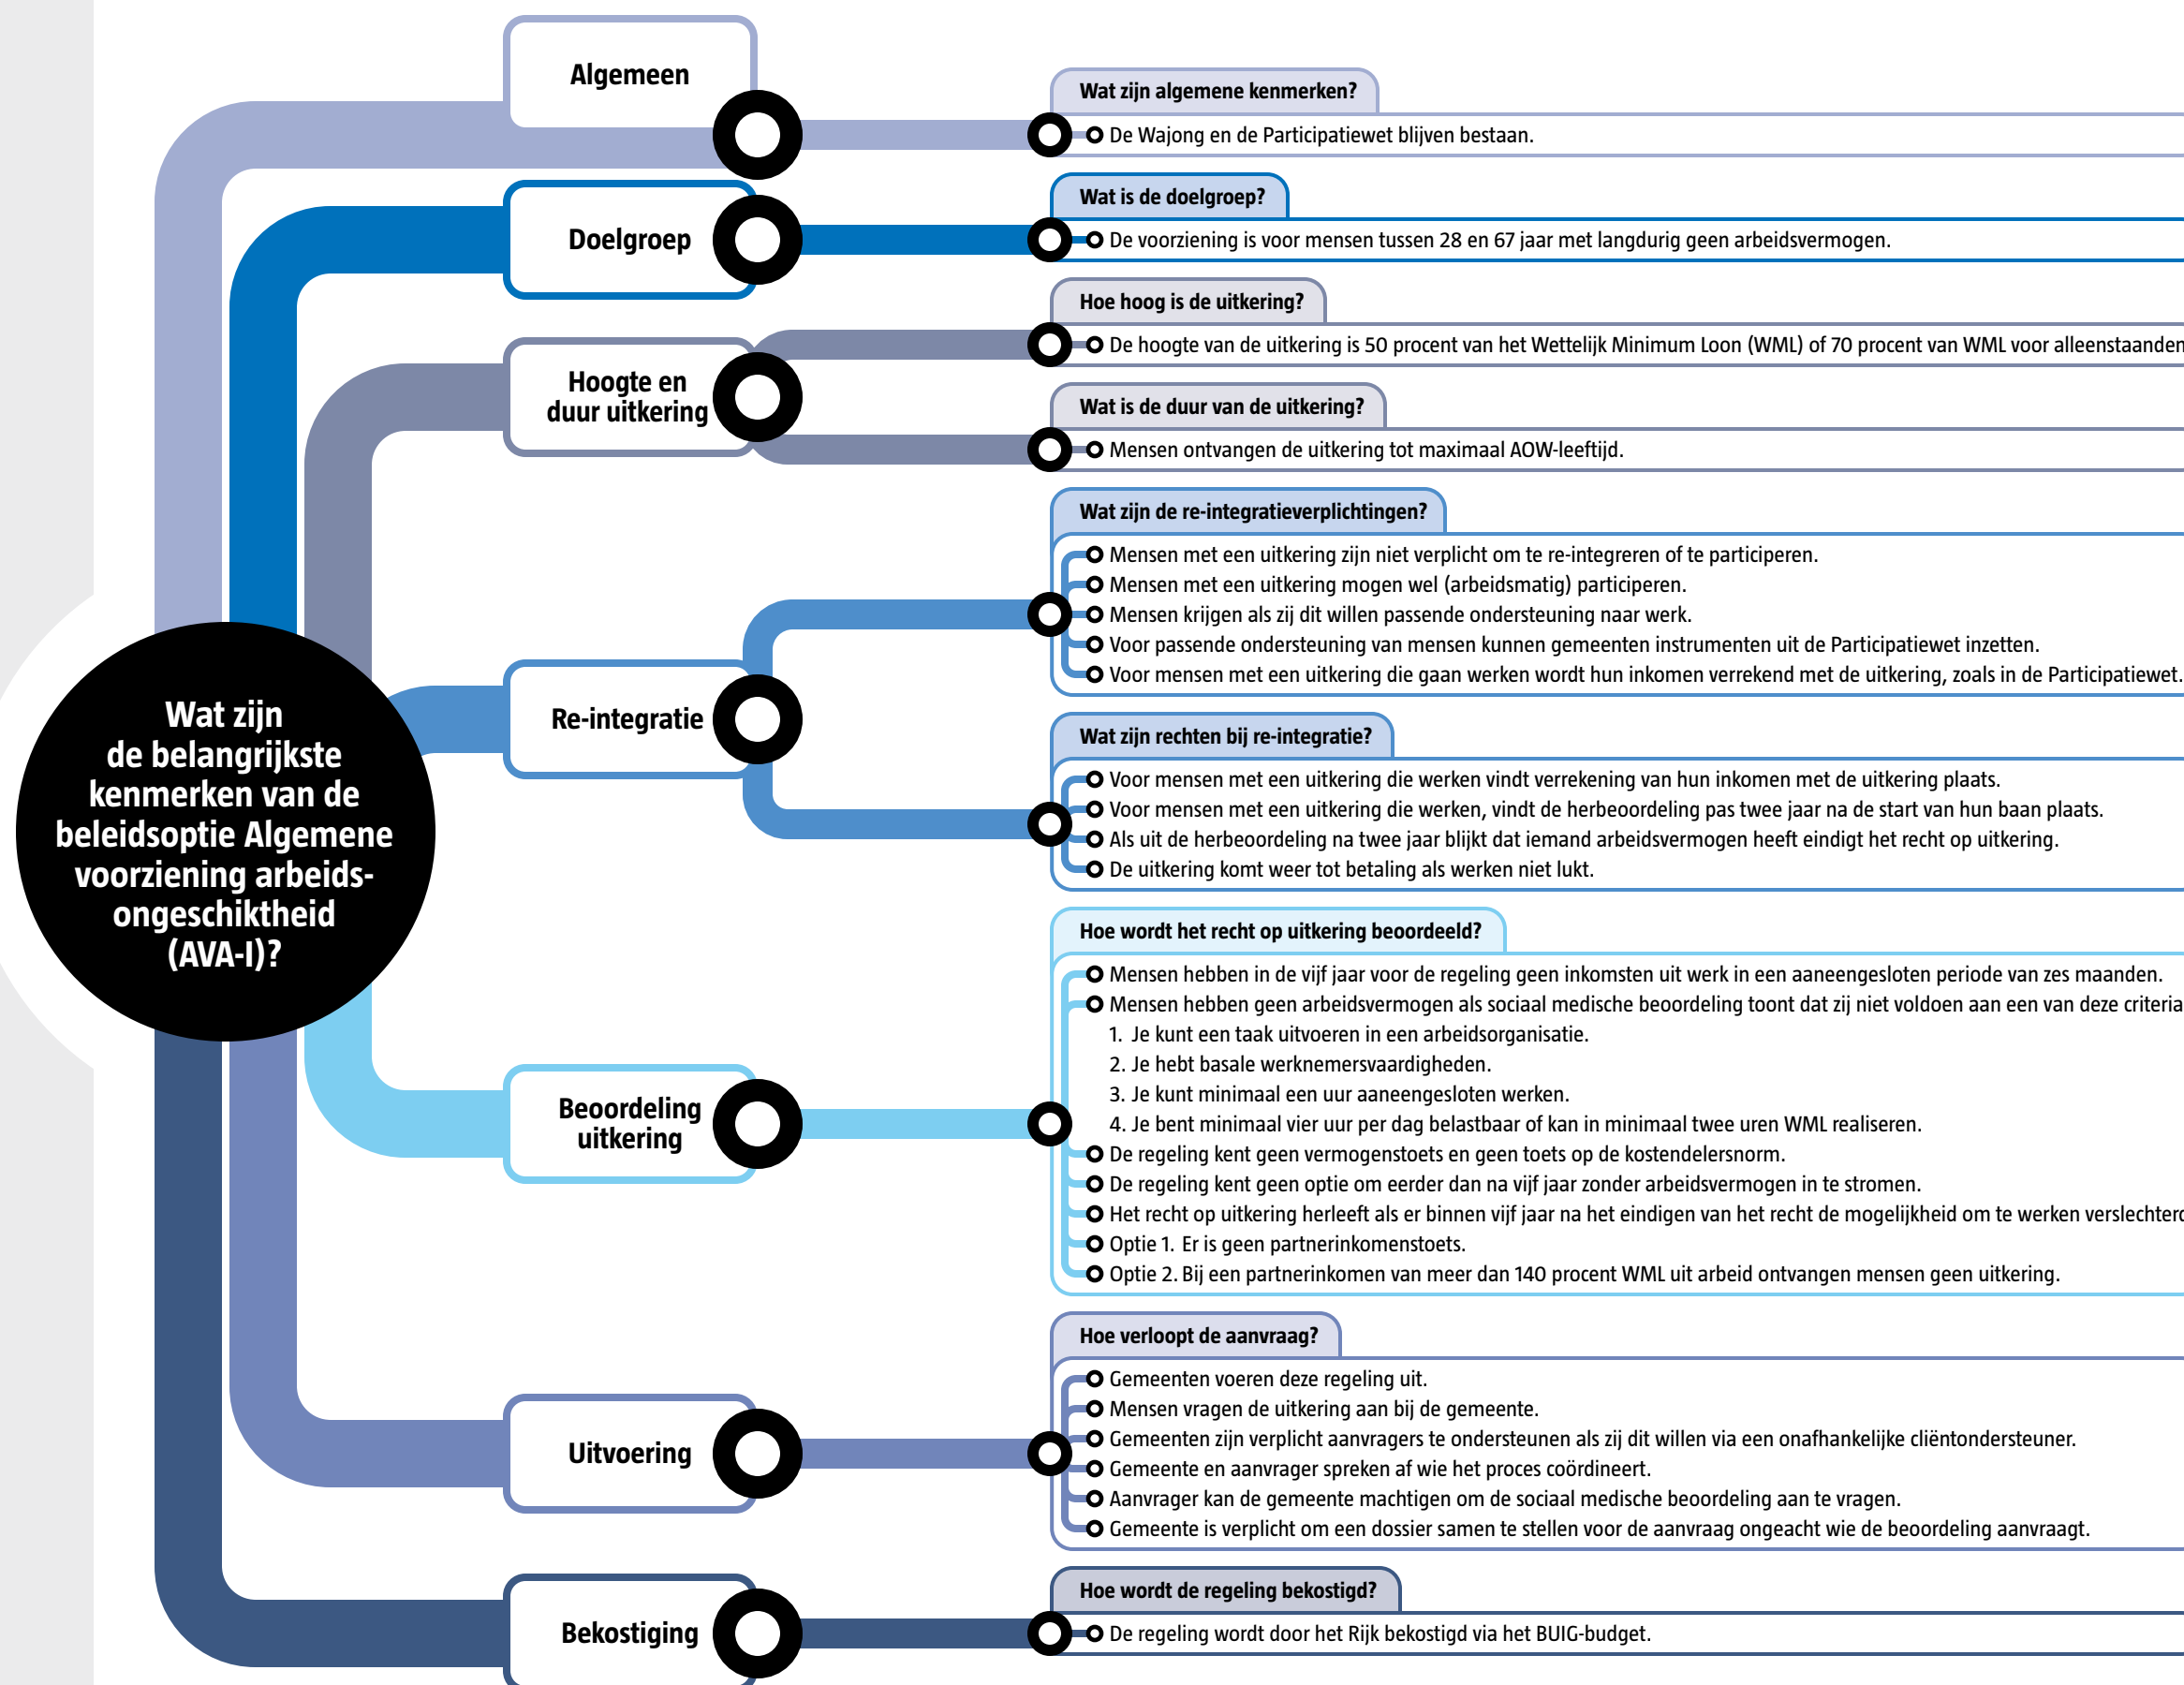 Wat zijn
de belangrijkste
kenmerken van de
beleidsoptie Algemene
voorziening arbeids-
ongeschiktheid
(AVA-I)?
Algemeen
Wat zijn algemene kenmerken?
De Wajong en de Participatiewet blijven bestaan.
Doelgroep
Wat is de doelgroep?
De voorziening is voor mensen tussen 28 en 67 jaar met langdurig geen arbeidsvermogen.
Hoogte en
duur uitkering
Hoe hoog is de uitkering?
De hoogte van de uitkering is 50 procent van het Wettelijk Minimum Loon (WML) of 70 procent van WML voor alleenstaanden
Wat is de duur van de uitkering?
Mensen ontvangen de uitkering tot maximaal AOW-leeftijd.
Re-integratie
Wat zijn de re-integratieverplichtingen?
Mensen met een uitkering zijn niet verplicht om te re-integreren of te participeren.
Mensen met een uitkering mogen wel (arbeidsmatig) participeren.
Mensen krijgen als zij dit willen passende ondersteuning naar werk.
Voor passende ondersteuning van mensen kunnen gemeenten instrumenten uit de Participatiewet inzetten.
Voor mensen met een uitkering die gaan werken wordt hun inkomen verrekend met de uitkering, zoals in de Participatiewet.
Wat zijn rechten bij re-integratie?
Voor mensen met een uitkering die werken vindt verrekening van hun inkomen met de uitkering plaats.
Voor mensen met een uitkering die werken, vindt de herbeoordeling pas twee jaar na de start van hun baan plaats.
Als uit de herbeoordeling na twee jaar blijkt dat iemand arbeidsvermogen heeft eindigt het recht op uitkering.
De uitkering komt weer tot betaling als werken niet lukt.
Beoordeling
uitkering
Hoe wordt het recht op uitkering beoordeeld?
Mensen hebben in de vijf jaar voor de regeling geen inkomsten uit werk in een aaneengesloten periode van zes maanden.
Mensen hebben geen arbeidsvermogen als sociaal medische beoordeling toont dat zij niet voldoen aan een van deze criteria
1. Je kunt een taak uitvoeren in een arbeidsorganisatie.
2. Je hebt basale werknemersvaardigheden.
3. Je kunt minimaal een uur aaneengesloten werken.
4. Je bent minimaal vier uur per dag belastbaar of kan in minimaal twee uren WML realiseren.
De regeling kent geen vermogenstoets en geen toets op de kostendelersnorm.
De regeling kent geen optie om eerder dan na vijf jaar zonder arbeidsvermogen in te stromen.
Het recht op uitkering herleeft als er binnen vijf jaar na het eindigen van het recht de mogelijkheid om te werken verslechterd
Optie 1. Er is geen partnerinkomenstoets.
Optie 2. Bij een partnerinkomen van meer dan 140 procent WML uit arbeid ontvangen mensen geen uitkering.
Uitvoering
Hoe verloopt de aanvraag?
Gemeenten voeren deze regeling uit.
Mensen vragen de uitkering aan bij de gemeente.
Gemeenten zijn verplicht aanvragers te ondersteunen als zij dit willen via een onafhankelijke cliëntondersteuner.
Gemeente en aanvrager spreken af wie het proces coördineert.
Aanvrager kan de gemeente machtigen om de sociaal medische beoordeling aan te vragen.
Gemeente is verplicht om een dossier samen te stellen voor de aanvraag ongeacht wie de beoordeling aanvraagt.
Bekostiging
Hoe wordt de regeling bekostigd?
De regeling wordt door het Rijk bekostigd via het BUIG-budget.